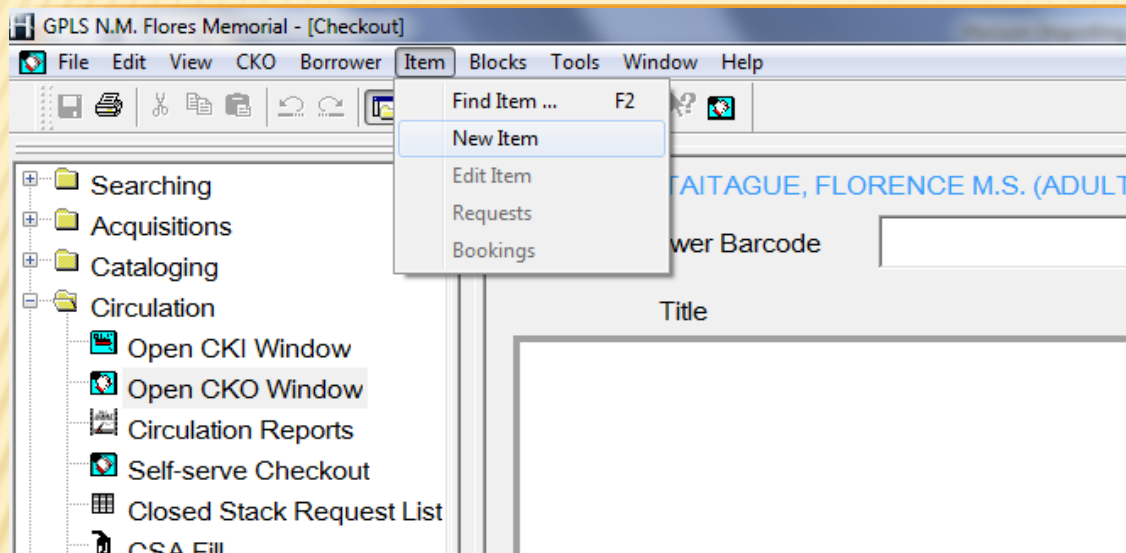 GPLS N.M. Flores Memorial - [Checkout]
File Edit View CKO Borrower Item Blocks Tools Window Help
Find Item ... F2
New Item
Edit Item
Requests
Bookings
Searching
Acquisitions
Cataloging
Circulation
Open CKI Window
Open CKO Window
Circulation Reports
Self-serve Checkout
Closed Stack Request List
CSA Fill
TAITAGUE, FLORENCE M.S. (ADULT
wer Barcode
Title